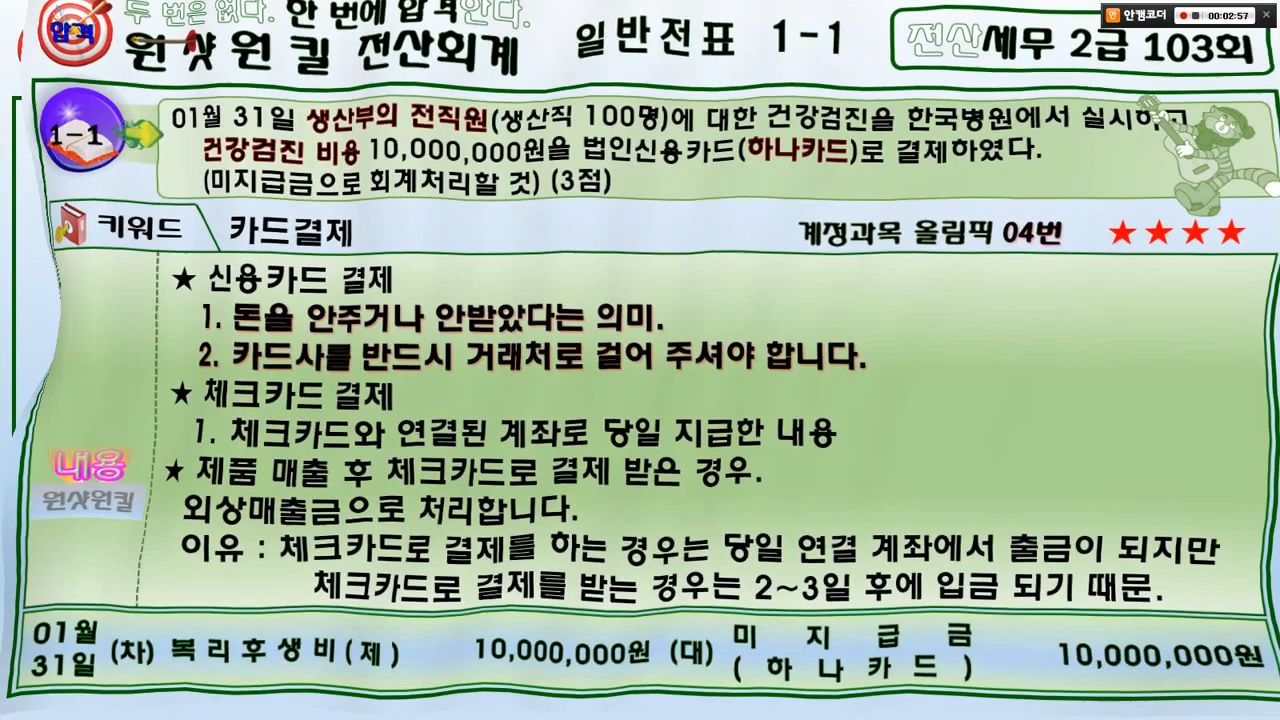 두 번은 없다. 한 번에 합격한다.
합격
원샷원킬 전산회계 일반전표 1-1 전산세무 2급 103회
안캠코더 00:02:57
1-1
01월 31일 생산부의 전직원(생산직 100명)에 대한 건강검진을 한국병원에서 실시하고
건강검진 비용 10,000,000원을 법인신용카드(하나카드)로 결제하였다.
(미지급금으로 회계처리할 것) (3점)
키워드 카드결제 계정과목 올림픽 04번 ★★★★
★ 신용카드 결제
1. 돈을 안주거나 안받았다는 의미.
2. 카드사를 반드시 거래처로 걸어 주셔야 합니다.
★ 체크카드 결제
1. 체크카드와 연결된 계좌로 당일 지급한 내용
내용
원샷원킬
★ 제품 매출 후 체크카드로 결제 받은 경우.
외상매출금으로 처리합니다.
이유 : 체크카드로 결제를 하는 경우는 당일 연결 계좌에서 출금이 되지만
체크카드로 결제를 받는 경우는 2~3일 후에 입금 되기 때문.
01월 31일 (차) 복리후생비(제) 10,000,000원 (대) 미지급금 (하나카드) 10,000,000원